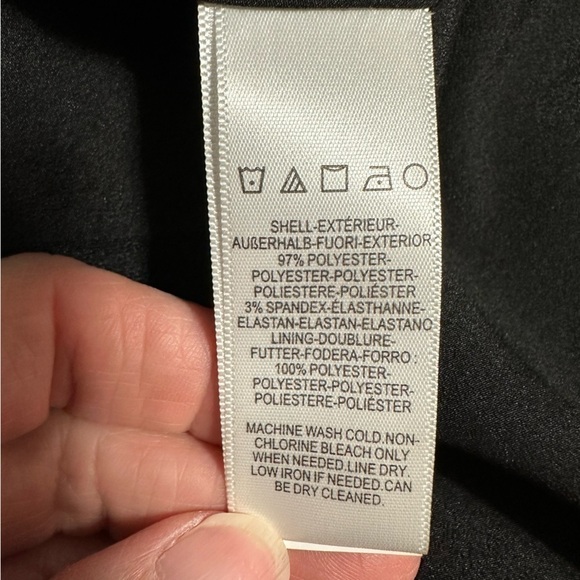 SHELL-EXTÉRIEUR-
AUßERHALB-FUORI-EXTERIOR
97% POLYESTER-
POLYESTER-POLYESTER-
POLIESTERE-POLIÉSTER
3% SPANDEX-ÉLASTHANNE-
ELASTAN-ELASTAN-ELASTANO
LINING-DOUBLURE-
FUTTER-FODERA-FORRO :
100% POLYESTER-
POLYESTER-POLYESTER-
POLIESTERE-POLIÉSTER
MACHINE WASH COLD.NON-
CHLORINE BLEACH ONLY
WHEN NEEDED.LINE DRY.
LOW IRON IF NEEDED.CAN
BE DRY CLEANED.